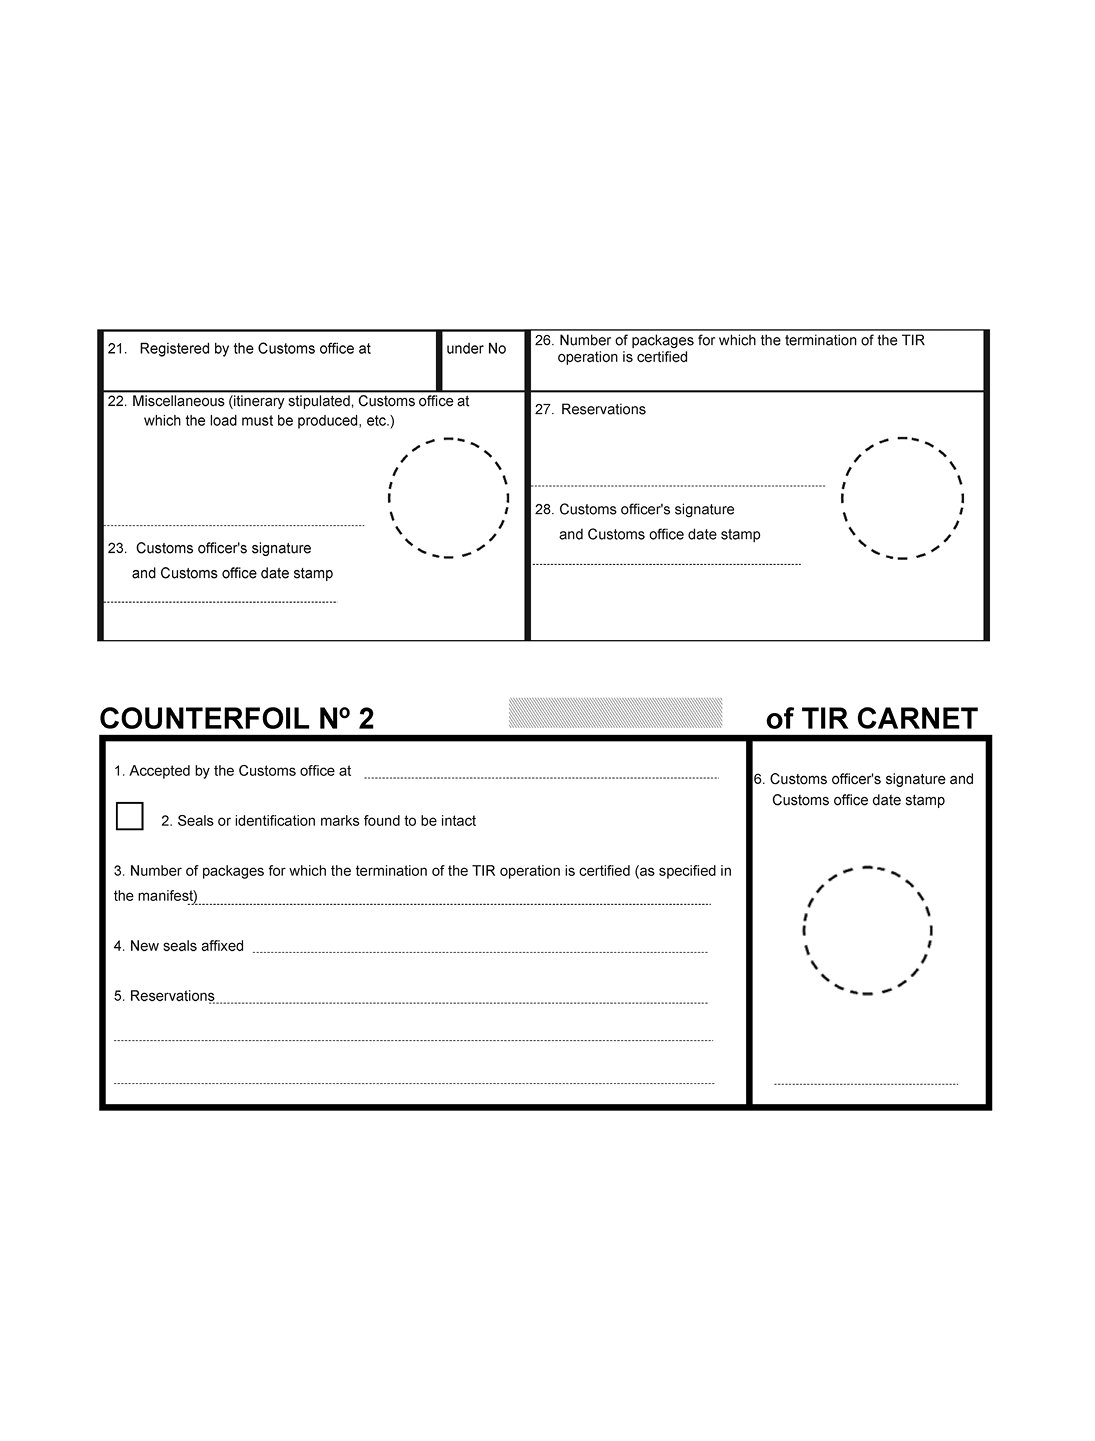 21. Registered by the Customs office at
under No
22. Miscellaneous (itinerary stipulated, Customs office at
which the load must be produced, etc.)
23. Customs officer's signature
and Customs office date stamp
26. Number of packages for which the termination of the TIR
operation is certified
27. Reservations
28. Customs officer's signature
and Customs office date stamp
COUNTERFOIL Nº 2
of TIR CARNET
1. Accepted by the Customs office at
2. Seals or identification marks found to be intact
3. Number of packages for which the termination of the TIR operation is certified (as specified in
the manifest)
4. New seals affixed
5. Reservations
6. Customs officer's signature and
Customs office date stamp